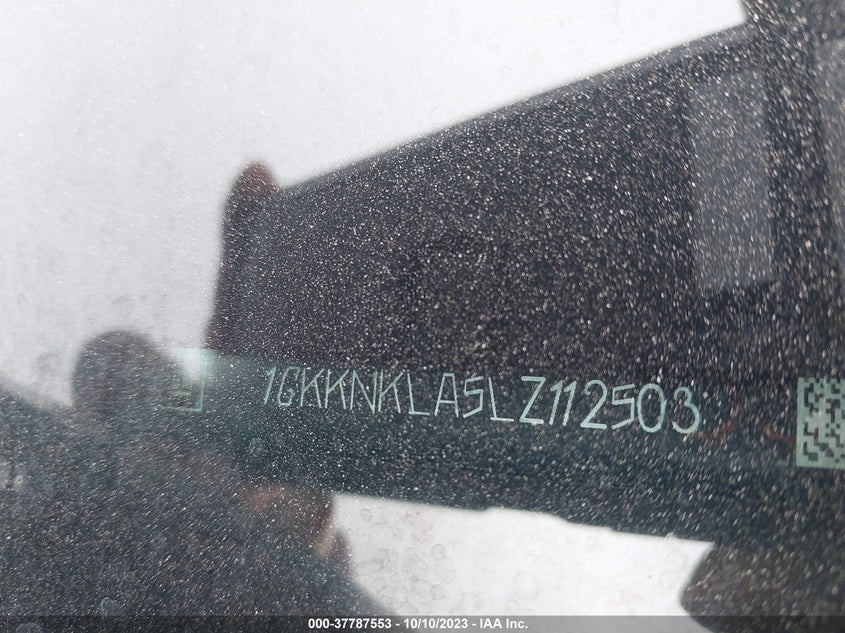 1GKKNKLA5LZ112503
000-37787553 - 10/10/2023 - IAA Inc.